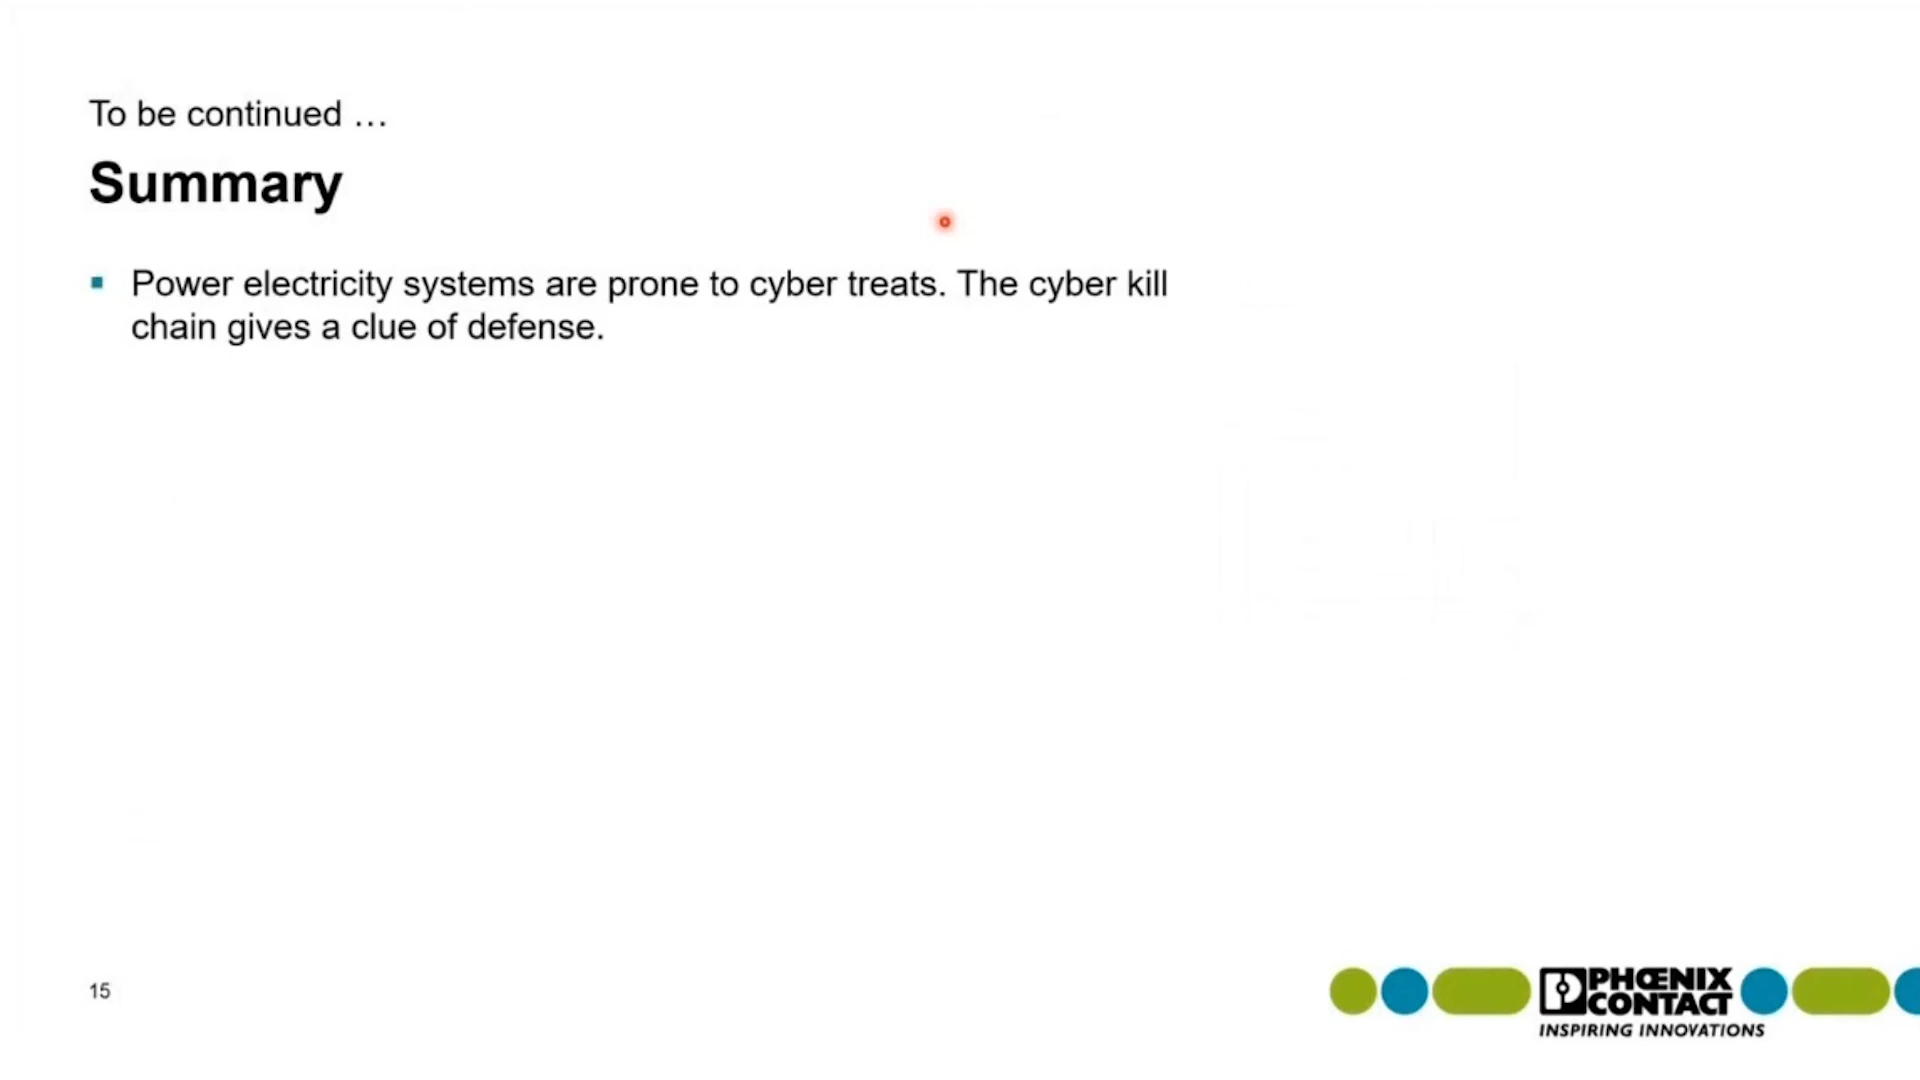 To be continued …
Summary
Power electricity systems are prone to cyber treats. The cyber kill
chain gives a clue of defense.
15
PHŒNIX
CONTACT
INSPIRING INNOVATIONS